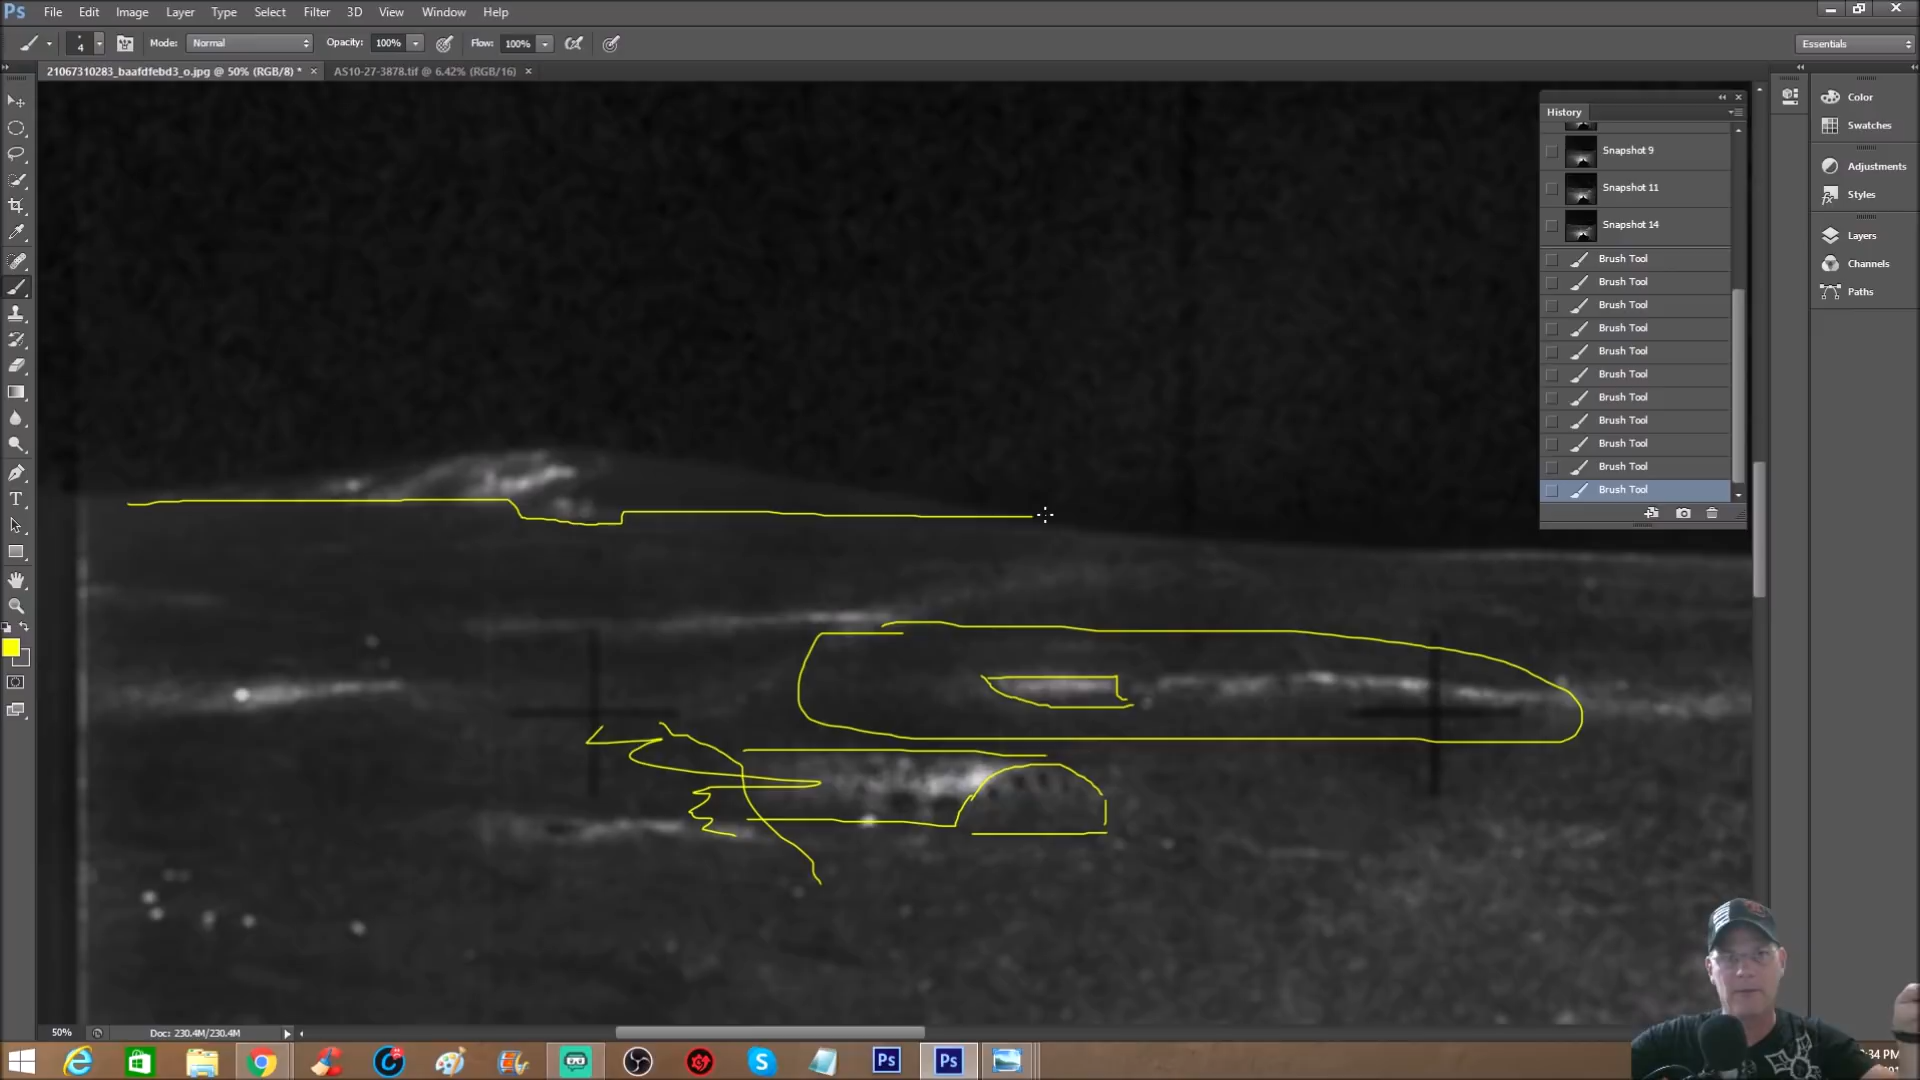 Ps File Edit Image Layer Type Select Filter 3D View Window Help
4 Mode: Normal Opacity: 100% Flow: 100% Essentials
21067310283_baafdfebd3_o.jpg @ 50% (RGB/8) * × AS10-27-3878.tif @ 6.42% (RGB/16) ×
History
Snapshot 9
Snapshot 11
Snapshot 14
Brush Tool
Brush Tool
Brush Tool
Brush Tool
Brush Tool
Brush Tool
Brush Tool
Brush Tool
Brush Tool
Brush Tool
Brush Tool
Color
Swatches
Adjustments
Styles
Layers
Channels
Paths
T
50% Doc: 230.4M/230.4M
Ps Ps